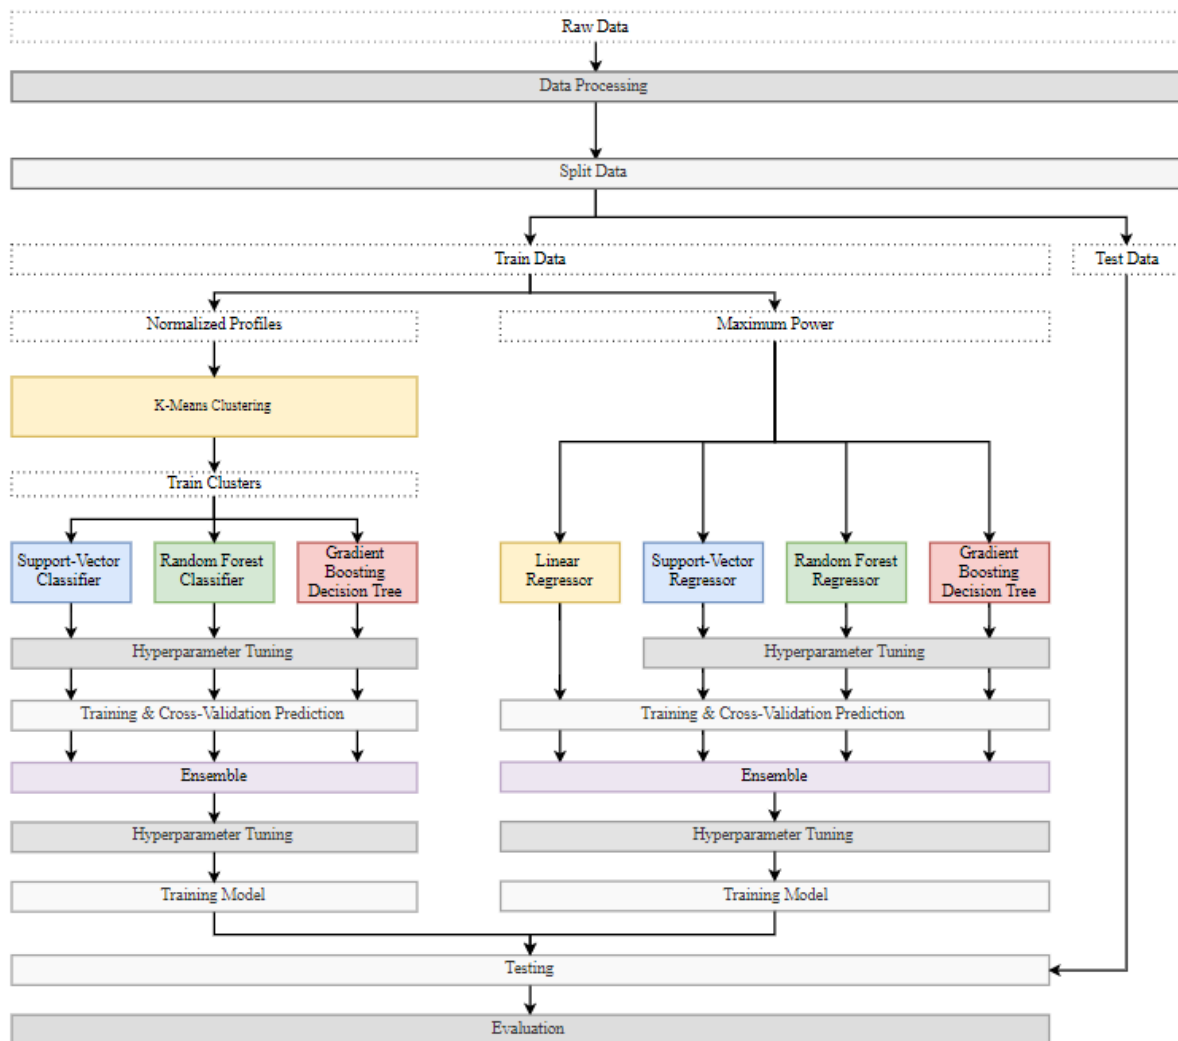 Raw Data
Data Processing
Split Data
Train Data
Test Data
Normalized Profiles
Maximum Power
K-Means Clustering
Train Clusters
Support-Vector
Classifier
Random Forest
Classifier
Gradient
Boosting
Decision Tree
Linear
Regressor
Support-Vector
Regressor
Random Forest
Regressor
Gradient
Boosting
Decision Tree
Hyperparameter Tuning
Hyperparameter Tuning
Training & Cross-Validation Prediction
Training & Cross-Validation Prediction
Ensemble
Ensemble
Hyperparameter Tuning
Hyperparameter Tuning
Training Model
Training Model
Testing
Evaluation